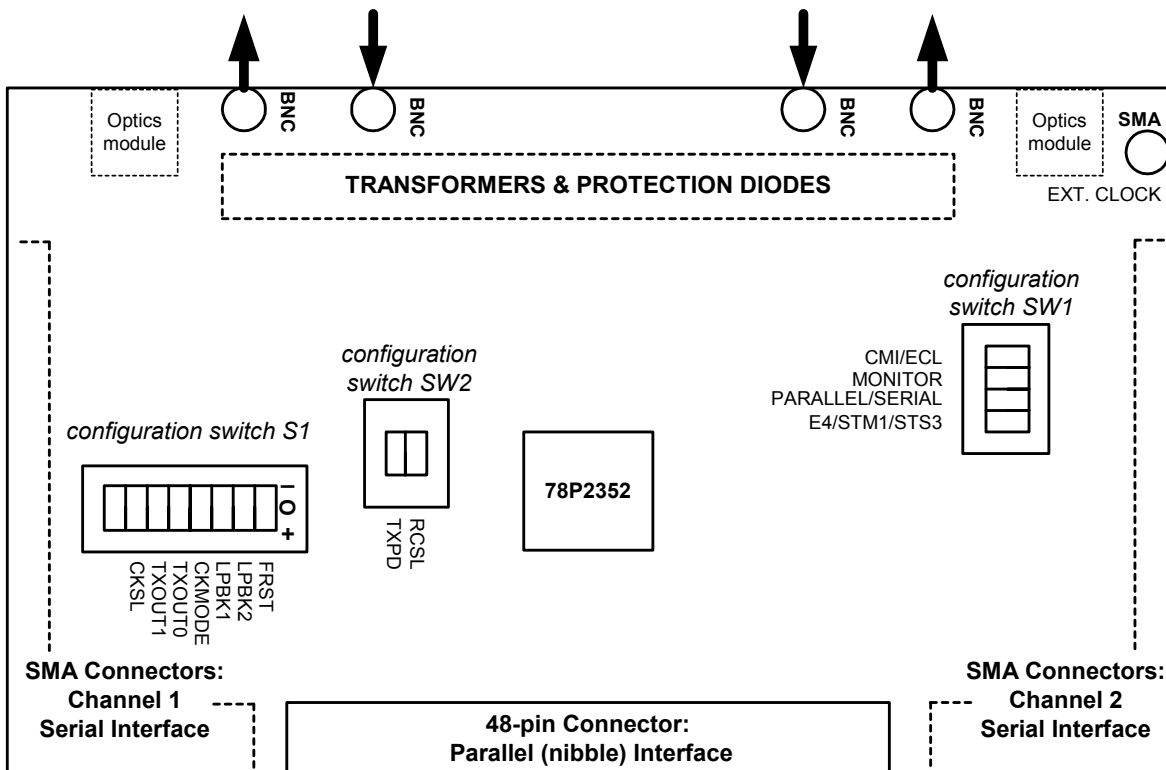 BNC
BNC
BNC
BNC
Optics
module
Optics
module
SMA
EXT. CLOCK
TRANSFORMERS & PROTECTION DIODES
configuration
switch SW1
CMI/ECL
MONITOR
PARALLEL/SERIAL
E4/STM1/STS3
configuration
switch SW2
RCSL
TXPD
configuration switch S1
– O +
FRST
LPBK2
LPBK1
CKMODE
TXOUT0
TXOUT1
CKSL
78P2352
SMA Connectors:
Channel 1
Serial Interface
48-pin Connector:
Parallel (nibble) Interface
SMA Connectors:
Channel 2
Serial Interface